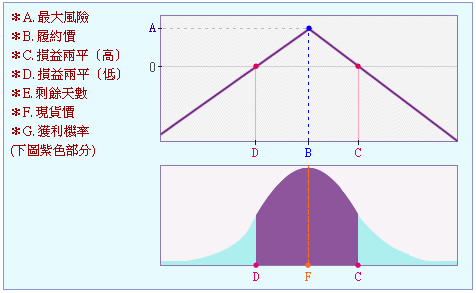 ＊A.最大風險
＊B.履約價
＊C.損益兩平〔高〕
＊D.損益兩平〔低〕
＊E.剩餘天數
＊F.現貨價
＊G.獲利機率
(下圖紫色部分)
A
0
D B C
D F C